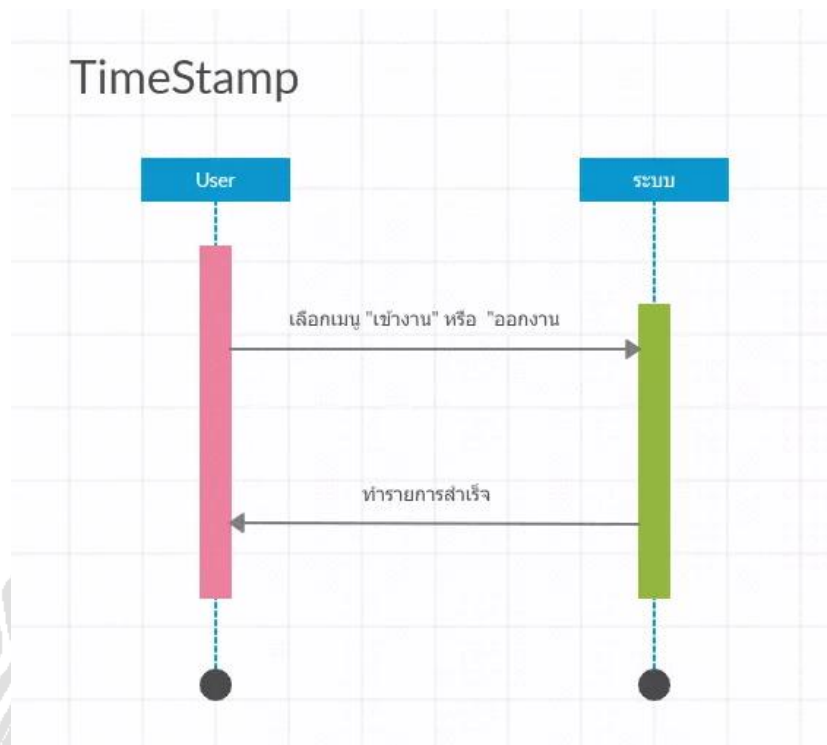 TimeStamp
User
ระบบ
เลือกเมนู "เข้างาน" หรือ "ออกงาน
ทำรายการสำเร็จ